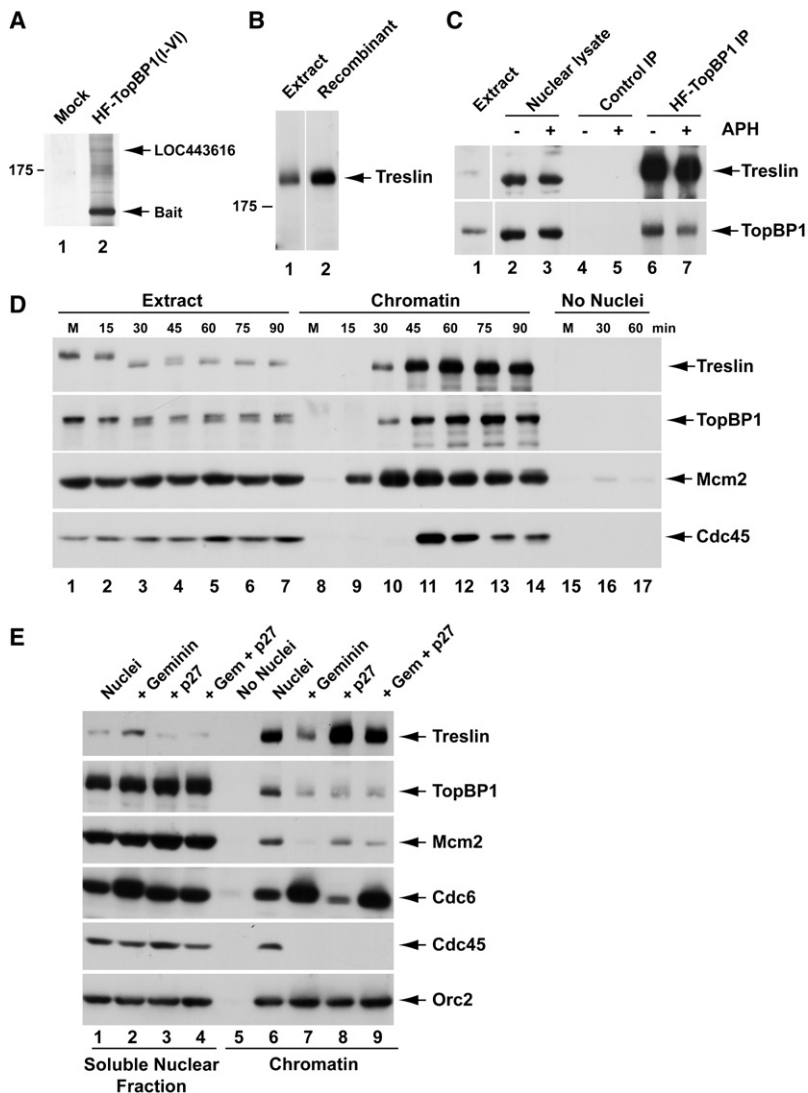 A
Mock
HF-TopBP1(I-VI)
175
LOC443616
Bait
1 2
B
Extract
Recombinant
Treslin
175
1 2
C
Extract
Nuclear lysate
Control IP
HF-TopBP1 IP
- + - + - + APH
Treslin
TopBP1
1 2 3 4 5 6 7
D
Extract Chromatin No Nuclei
M 15 30 45 60 75 90 M 15 30 45 60 75 90 M 30 60 min
Treslin
TopBP1
Mcm2
Cdc45
1 2 3 4 5 6 7 8 9 10 11 12 13 14 15 16 17
E
Nuclei
+ Geminin
+ p27
+ Gem + p27
No Nuclei
Nuclei
+ Geminin
+ p27
+ Gem + p27
Treslin
TopBP1
Mcm2
Cdc6
Cdc45
Orc2
1 2 3 4 5 6 7 8 9
Soluble Nuclear Chromatin
Fraction